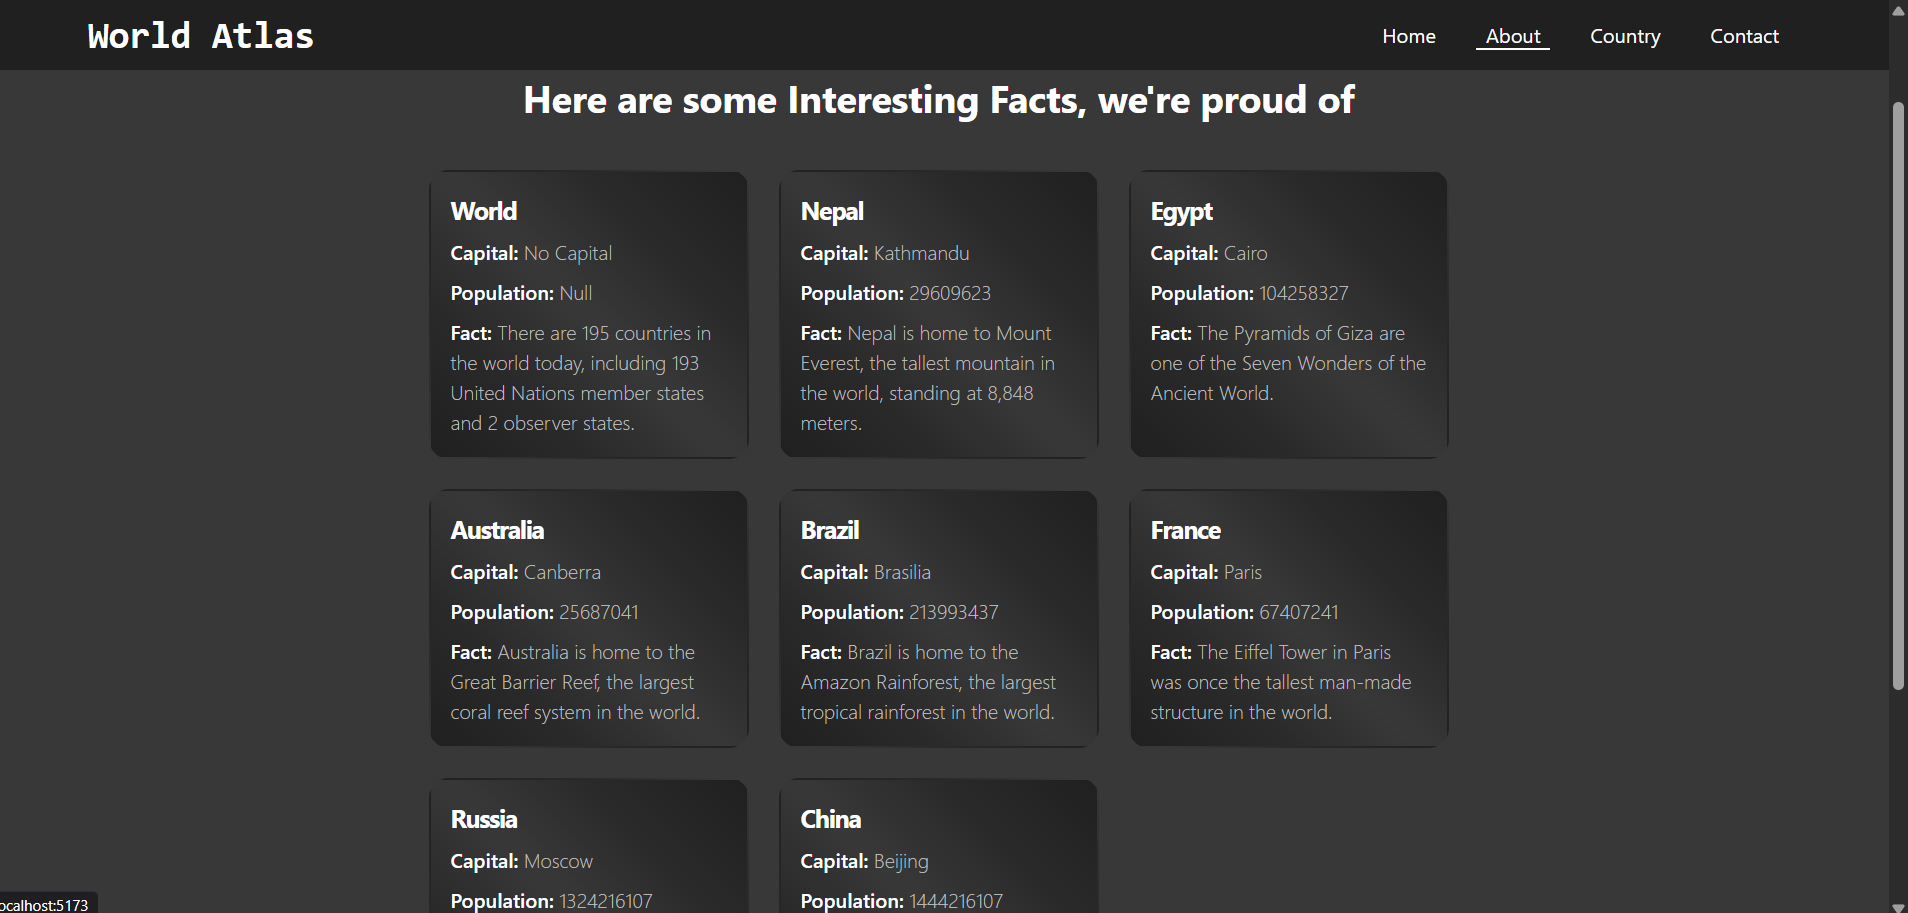 World Atlas
Home About Country Contact
Here are some Interesting Facts, we're proud of
World
Capital: No Capital
Population: Null
Fact: There are 195 countries in
the world today, including 193
United Nations member states
and 2 observer states.
Nepal
Capital: Kathmandu
Population: 29609623
Fact: Nepal is home to Mount
Everest, the tallest mountain in
the world, standing at 8,848
meters.
Egypt
Capital: Cairo
Population: 104258327
Fact: The Pyramids of Giza are
one of the Seven Wonders of the
Ancient World.
Australia
Capital: Canberra
Population: 25687041
Fact: Australia is home to the
Great Barrier Reef, the largest
coral reef system in the world.
Brazil
Capital: Brasilia
Population: 213993437
Fact: Brazil is home to the
Amazon Rainforest, the largest
tropical rainforest in the world.
France
Capital: Paris
Population: 67407241
Fact: The Eiffel Tower in Paris
was once the tallest man-made
structure in the world.
Russia
Capital: Moscow
Population: 1324216107
China
Capital: Beijing
Population: 1444216107
ocalhost:5173